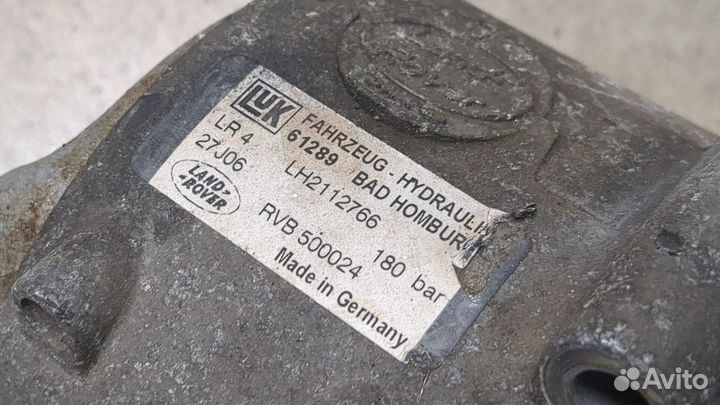 LUK
FAHRZEUG - HYDRAULIK
61289 BAD HOMBURG
LR 4
LH2112766
27J06
LAND ROVER
RVB 500024 180 bar
Made in Germany
Avito